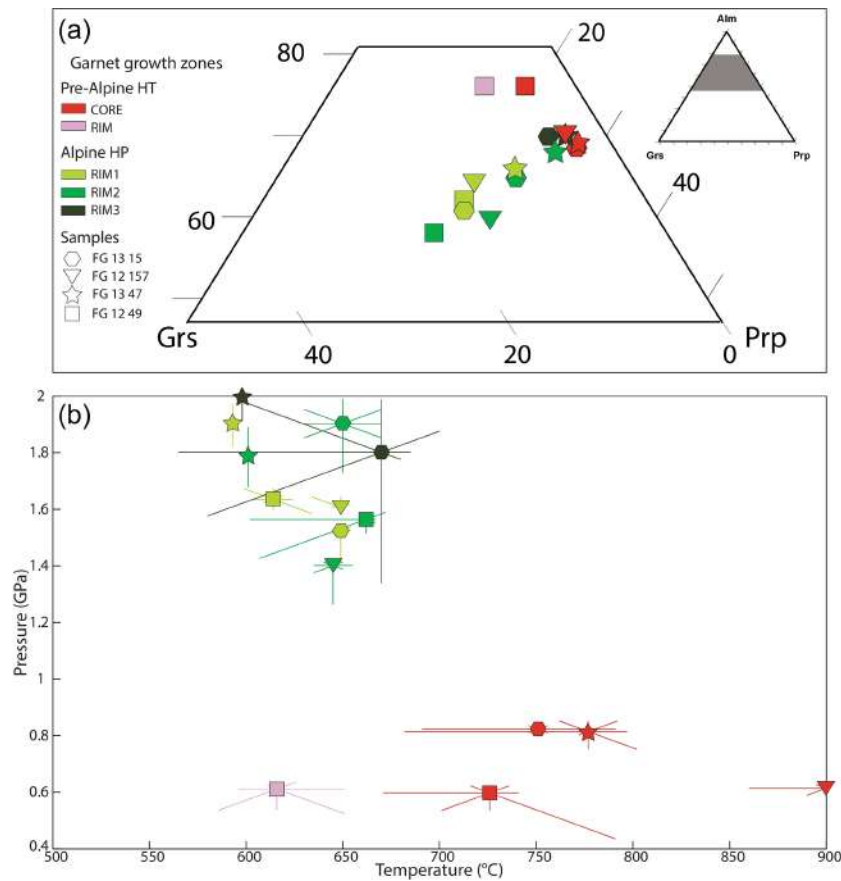 (a)
Garnet growth zones
Pre-Alpine HT
CORE
RIM
Alpine HP
RIM1
RIM2
RIM3
Samples
FG 13 15
FG 12 157
FG 13 47
FG 12 49
80
20
60
40
Grs
Prp
40
20
0
Alm
Grs
Prp
(b)
2
1.8
1.6
1.4
1.2
1
0.8
0.6
0.4
Pressure (GPa)
500
550
600
650
700
750
800
850
900
Temperature (°C)